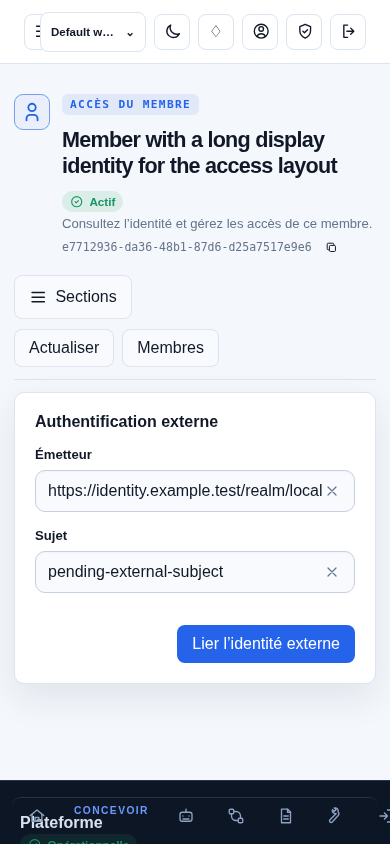 Default w...
ACCÈS DU MEMBRE
Member with a long display
identity for the access layout
Actif
Consultez l’identité et gérez les accès de ce membre.
e7712936-da36-48b1-87d6-d25a7517e9e6
Sections
Actualiser
Membres
Authentification externe
Émetteur
https://identity.example.test/realm/local
Sujet
pending-external-subject
Lier l’identité externe
CONCEVOIR
Plateforme
Opérationnelle